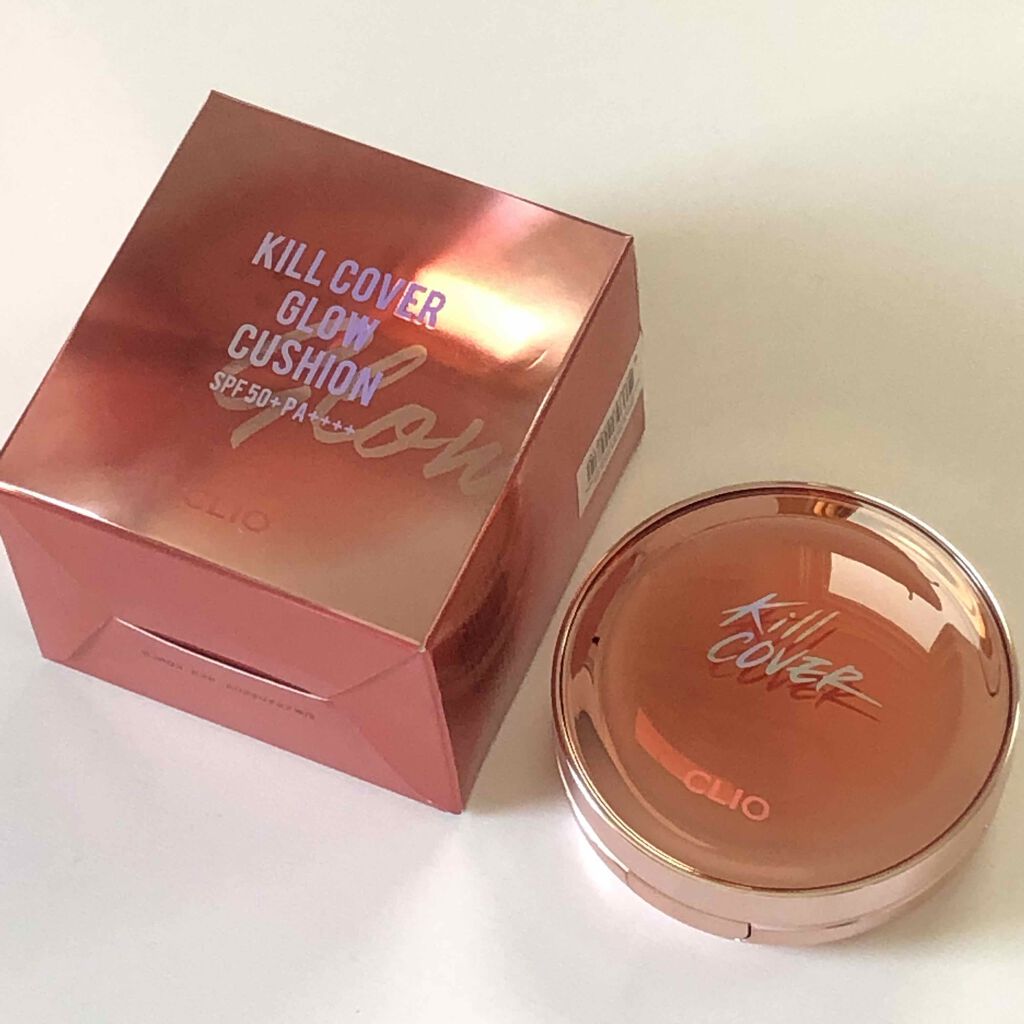 KILL COVER
GLOW
CUSHION
SPF50+PA++++
Glow
CLIO
Kill
COVER
CLIO